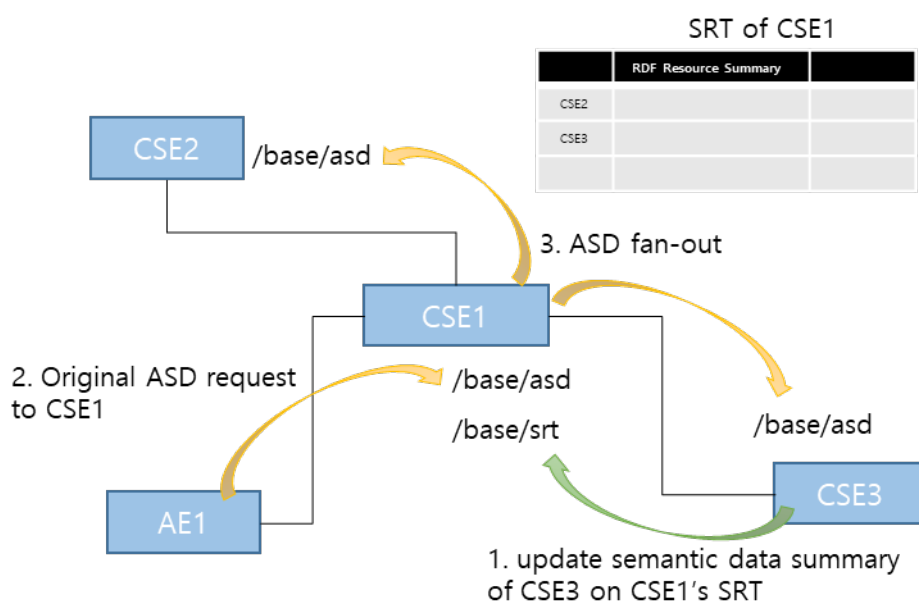 SRT of CSE1
RDF Resource Summary
CSE2
CSE3
CSE2
/base/asd
3. ASD fan-out
CSE1
2. Original ASD request
to CSE1
/base/asd
/base/srt
/base/asd
AE1
CSE3
1. update semantic data summary
of CSE3 on CSE1's SRT